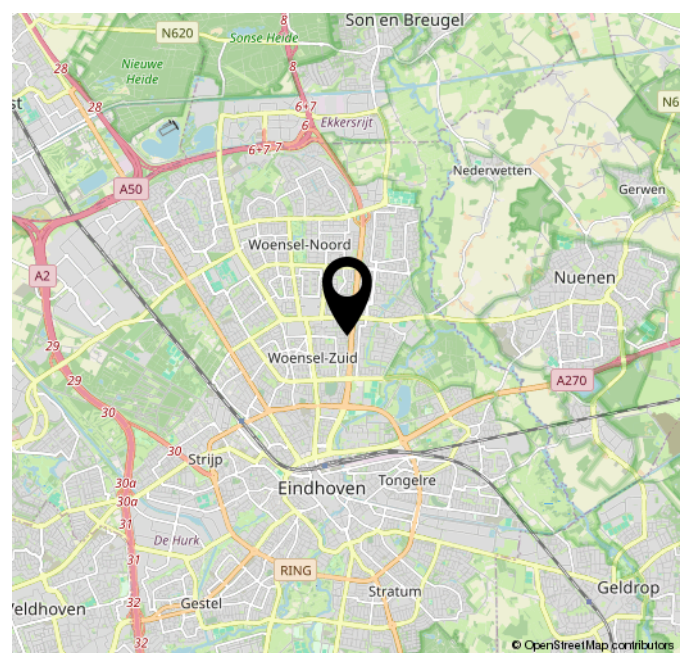 Son en Breugel
N620
Sonse Heide
8
Nieuwe
Heide
28
8
28
6+7
6
Ekkersrijt
6+7
7
Nederwetten
A50
Gerwen
Woensel-Noord
A2
Nuenen
29
Woensel-Zuid
29
A270
30
30
Strijp
30a
Eindhoven
Tongelre
30a
31
De Hurk
31
RING
Geldrop
Stratum
32
Gestel
32
© OpenStreetMap contributors